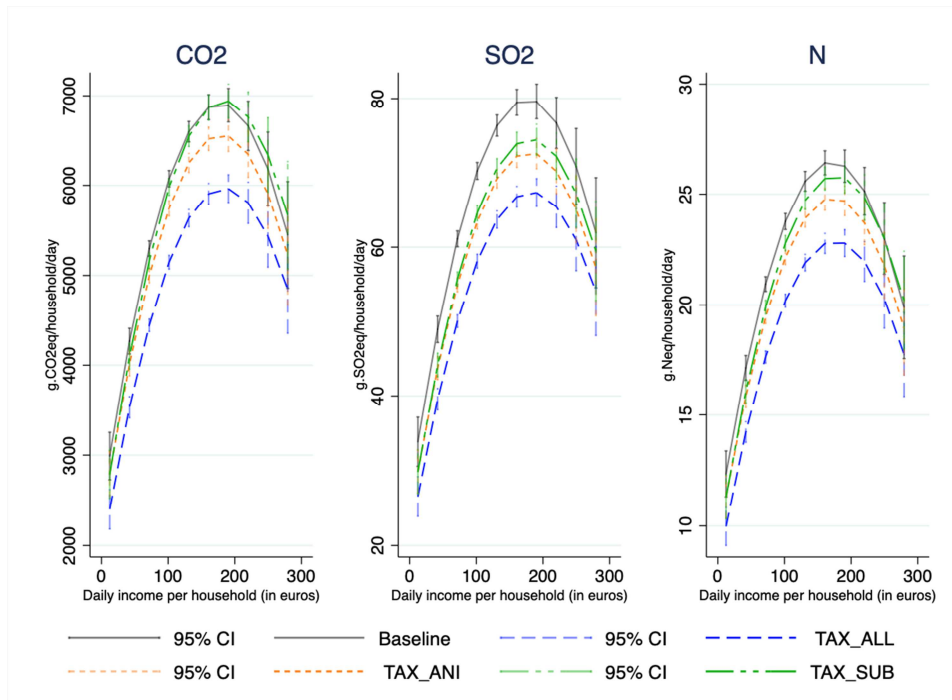 CO2
SO2
N
g.CO2eq/household/day
7000
6000
5000
4000
3000
2000
0 100 200 300
Daily income per household (in euros)
g.SO2eq/household/day
80
60
40
20
0 100 200 300
Daily income per household (in euros)
g.Neq/household/day
30
25
20
15
10
0 100 200 300
Daily income per household (in euros)
95% CI Baseline 95% CI TAX_ALL
95% CI TAX_ANI 95% CI TAX_SUB